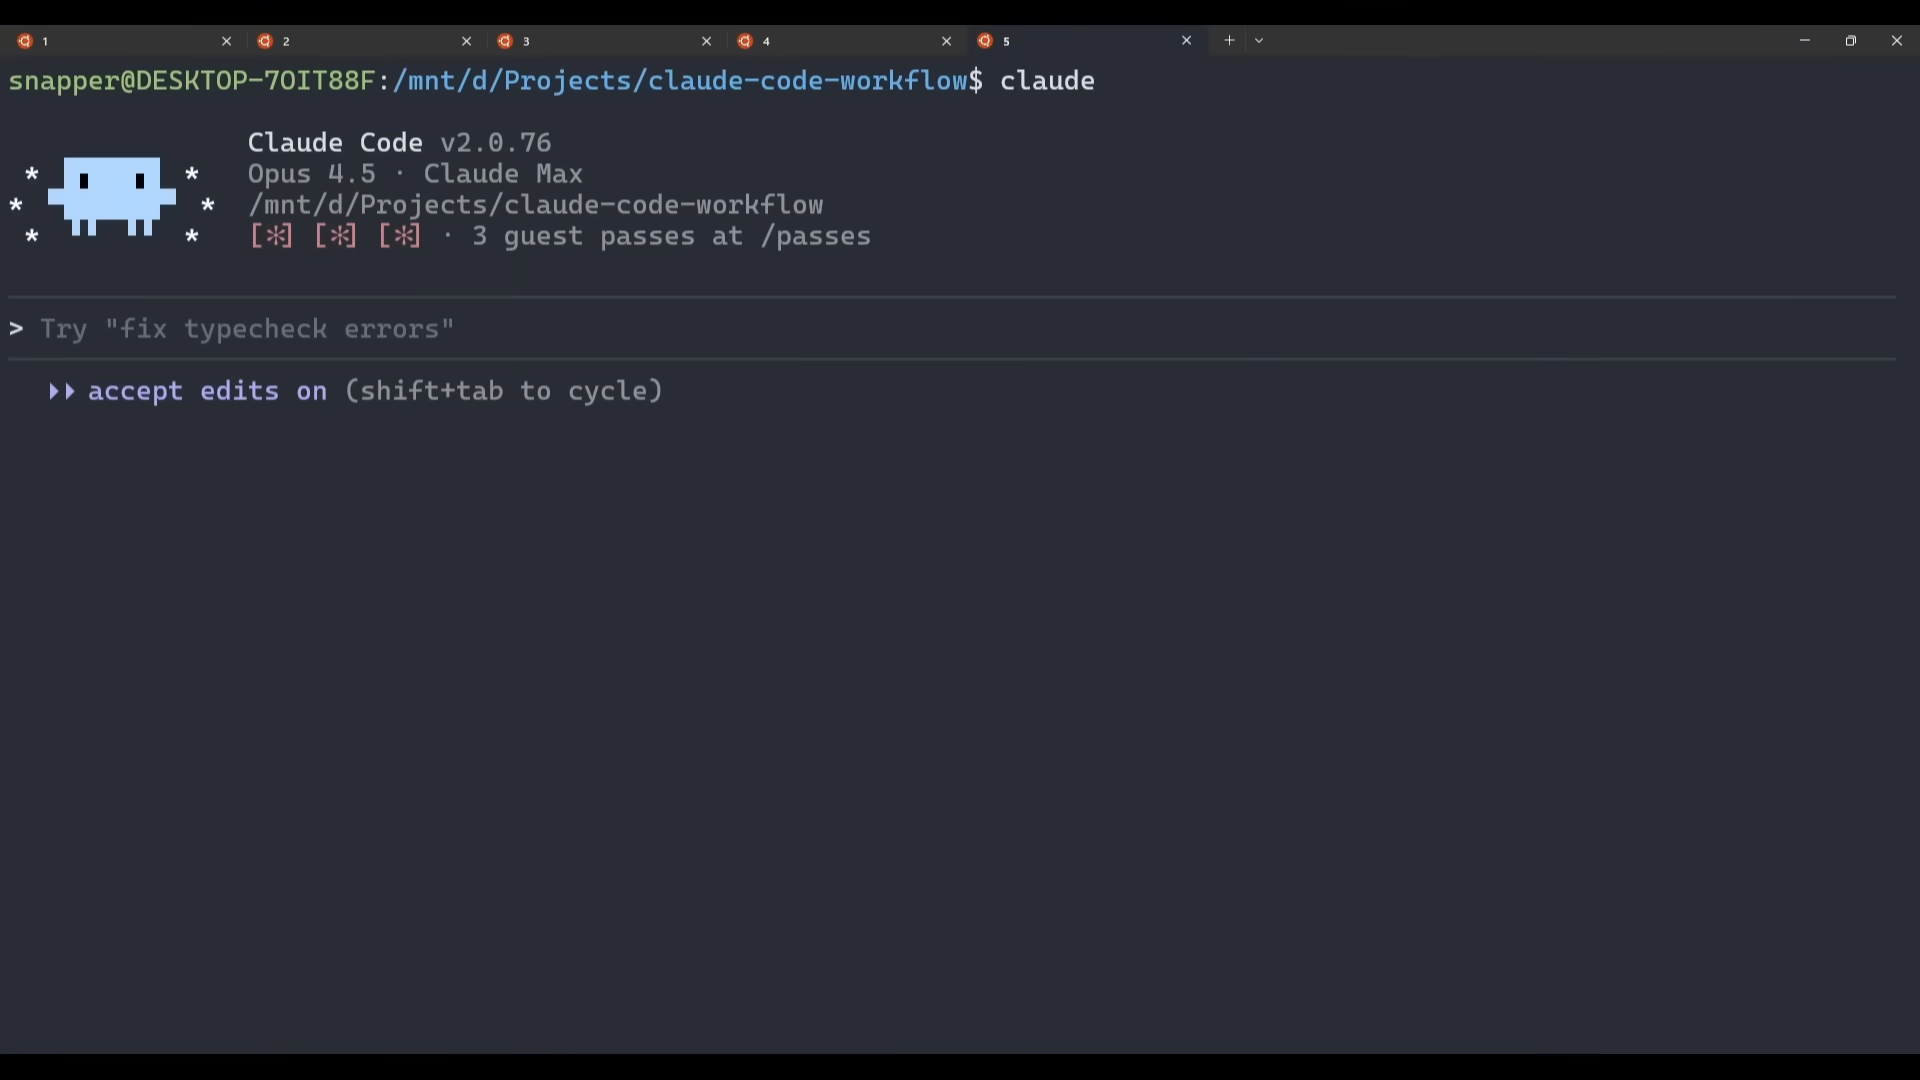 1 2 3 4 5
snapper@DESKTOP-7OIT88F:/mnt/d/Projects/claude-code-workflow$ claude
Claude Code v2.0.76
* * Opus 4.5 · Claude Max
* * /mnt/d/Projects/claude-code-workflow
* * [✻] [✻] [✻] · 3 guest passes at /passes
> Try "fix typecheck errors"
⏵⏵ accept edits on (shift+tab to cycle)